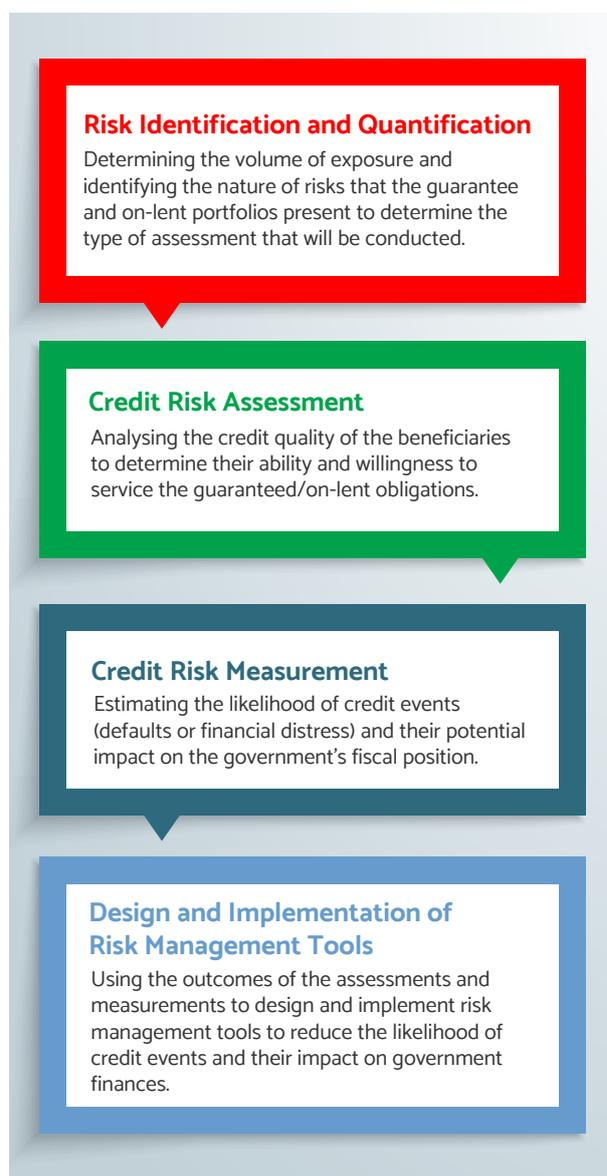 Risk Identification and Quantification
Determining the volume of exposure and
identifying the nature of risks that the guarantee
and on-lent portfolios present to determine the
type of assessment that will be conducted.
Credit Risk Assessment
Analysing the credit quality of the beneficiaries
to determine their ability and willingness to
service the guaranteed/on-lent obligations.
Credit Risk Measurement
Estimating the likelihood of credit events
(defaults or financial distress) and their potential
impact on the government's fiscal position.
Design and Implementation of
Risk Management Tools
Using the outcomes of the assessments and
measurements to design and implement risk
management tools to reduce the likelihood of
credit events and their impact on government
finances.